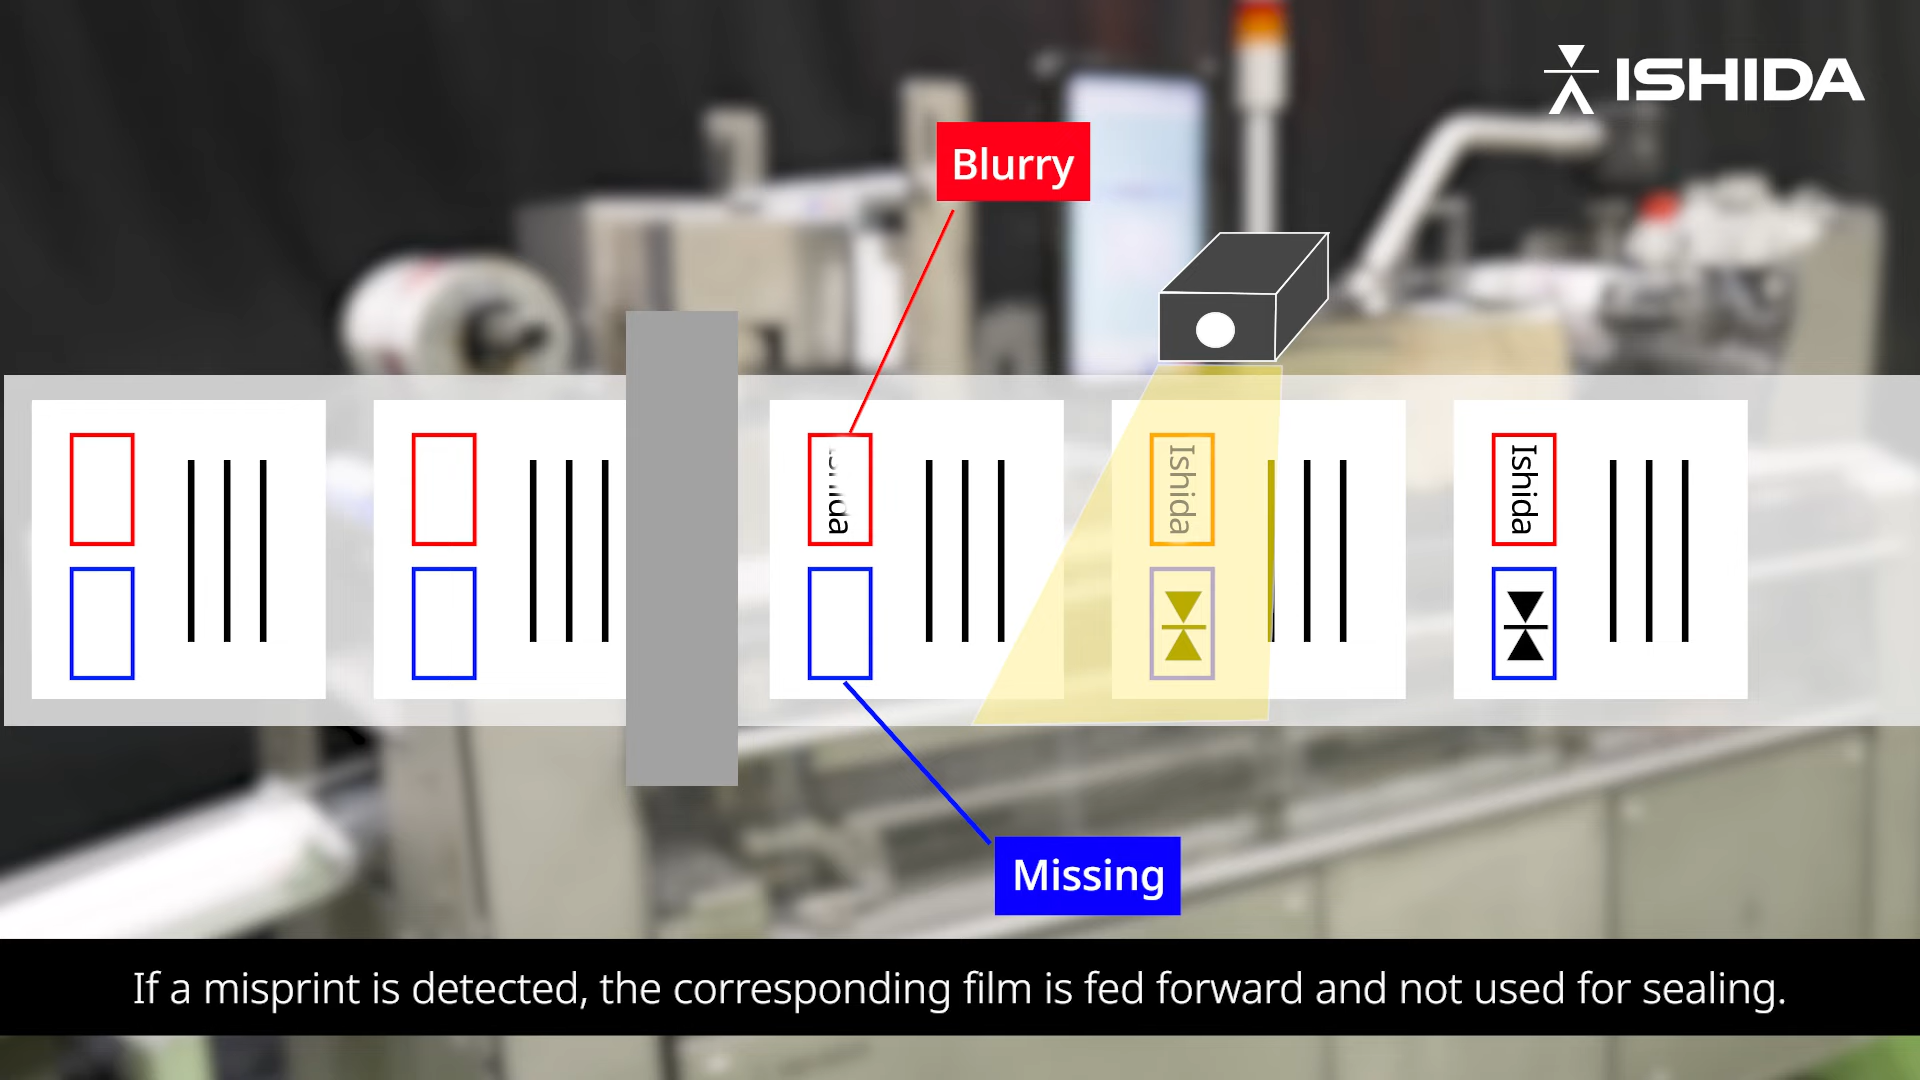 ISHIDA
Blurry
Ishida
Ishida
Missing
If a misprint is detected, the corresponding film is fed forward and not used for sealing.